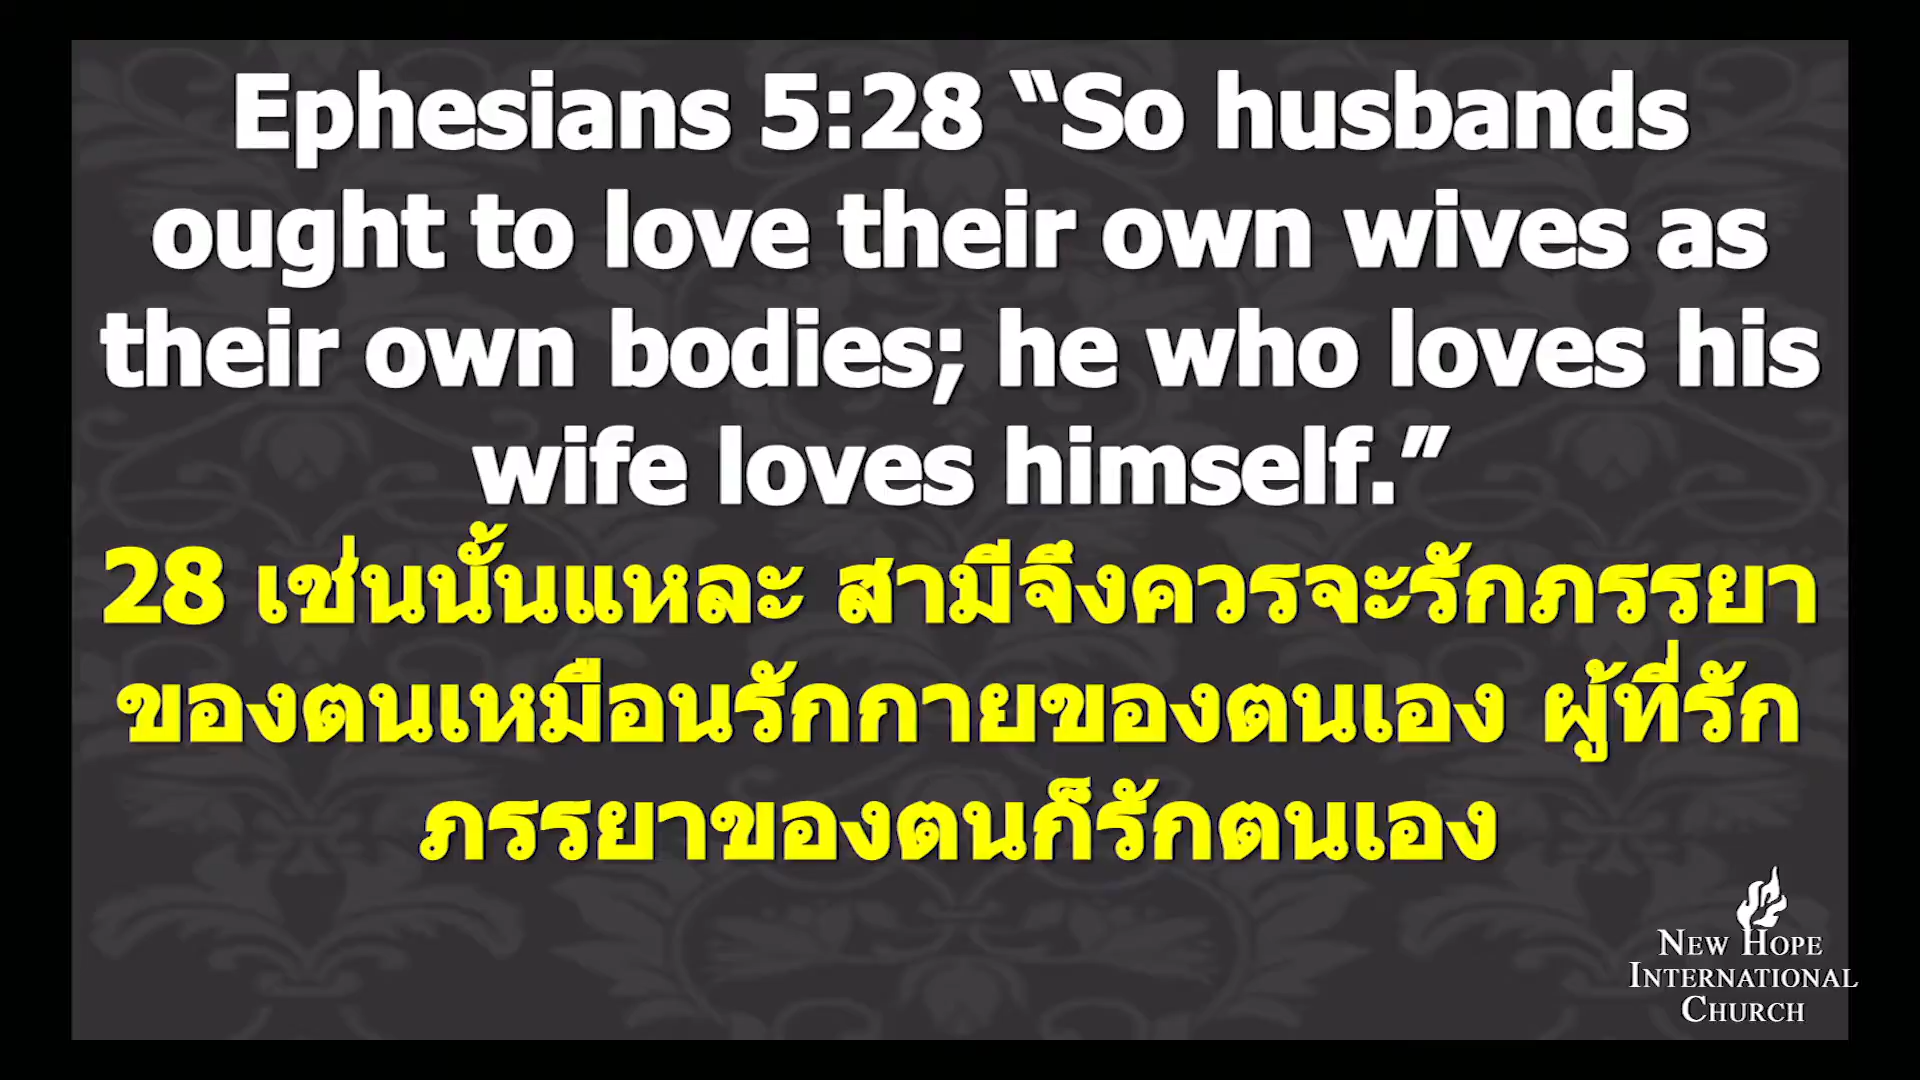 Ephesians 5:28 “So husbands
ought to love their own wives as
their own bodies; he who loves his
wife loves himself.”
28 เช่นนั้นแหละ สามีจึงควรจะรักภรรยา
ของตนเหมือนรักกายของตนเอง ผู้ที่รัก
ภรรยาของตนก็รักตนเอง
NEW HOPE
INTERNATIONAL
CHURCH